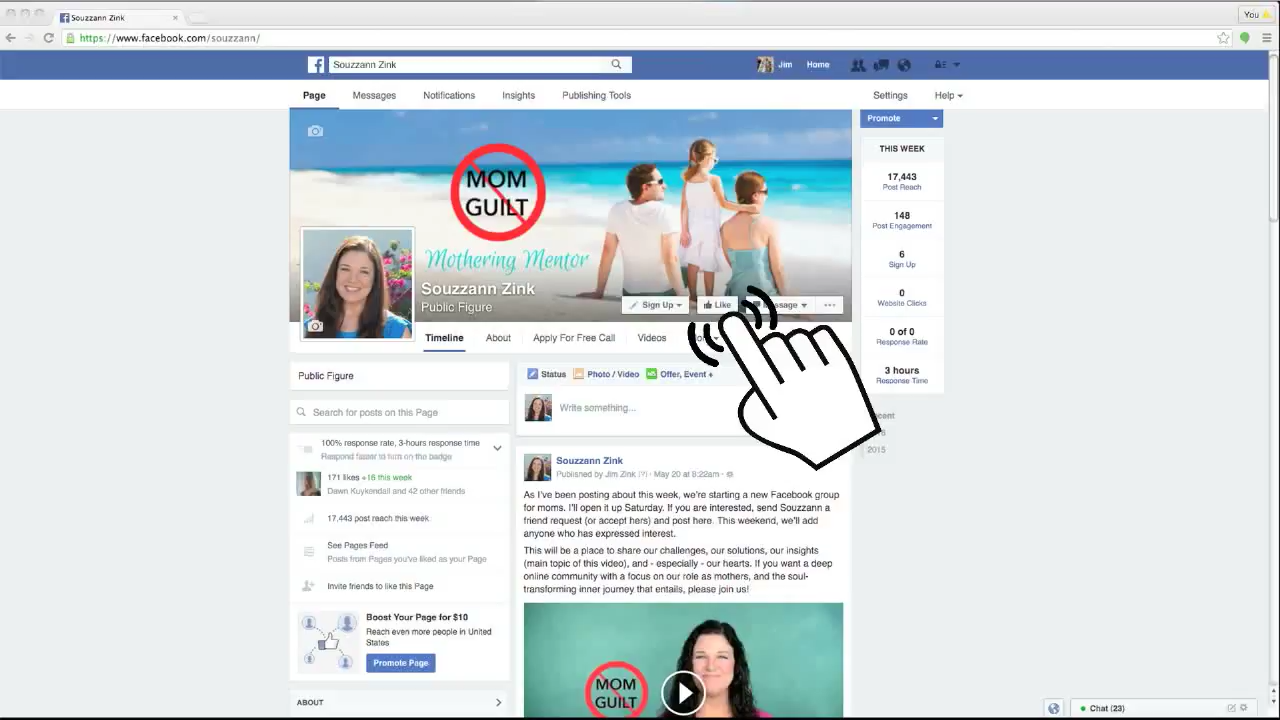 Souzzann Zink
You
https://www.facebook.com/souzzann/
Souzzann Zink
Jim
Home
Page
Messages
Notifications
Insights
Publishing Tools
Settings
Help
MOM
GUILT
Mothering Mentor
Souzzann Zink
Public Figure
Sign Up
Like
Promote
THIS WEEK
17,443
Post Reach
148
Post Engagement
6
Sign Up
0
Website Clicks
0 of 0
Response Rate
3 hours
Response Time
2015
Timeline
About
Apply For Free Call
Videos
Public Figure
Search for posts on this Page
100% response rate, 3-hours response time
Respond faster to turn on the badge
171 likes +16 this week
Dawn Kuykendall and 42 other friends
17,443 post reach this week
See Pages Feed
Posts from Pages you've liked as your Page
Invite friends to like this Page
Boost Your Page for $10
Reach even more people in United
States
Promote Page
ABOUT
Status
Photo / Video
Offer, Event +
Write something...
Souzzann Zink
Published by Jim Zink [?] · May 20 at 8:22am ·
As I've been posting about this week, we're starting a new Facebook group
for moms. I'll open it up Saturday. If you are interested, send Souzzann a
friend request (or accept hers) and post here. This weekend, we'll add
anyone who has expressed interest.
This will be a place to share our challenges, our solutions, our insights
(main topic of this video), and - especially - our hearts. If you want a deep
online community with a focus on our role as mothers, and the soul-
transforming inner journey that entails, please join us!
MOM
GUILT
Chat (23)